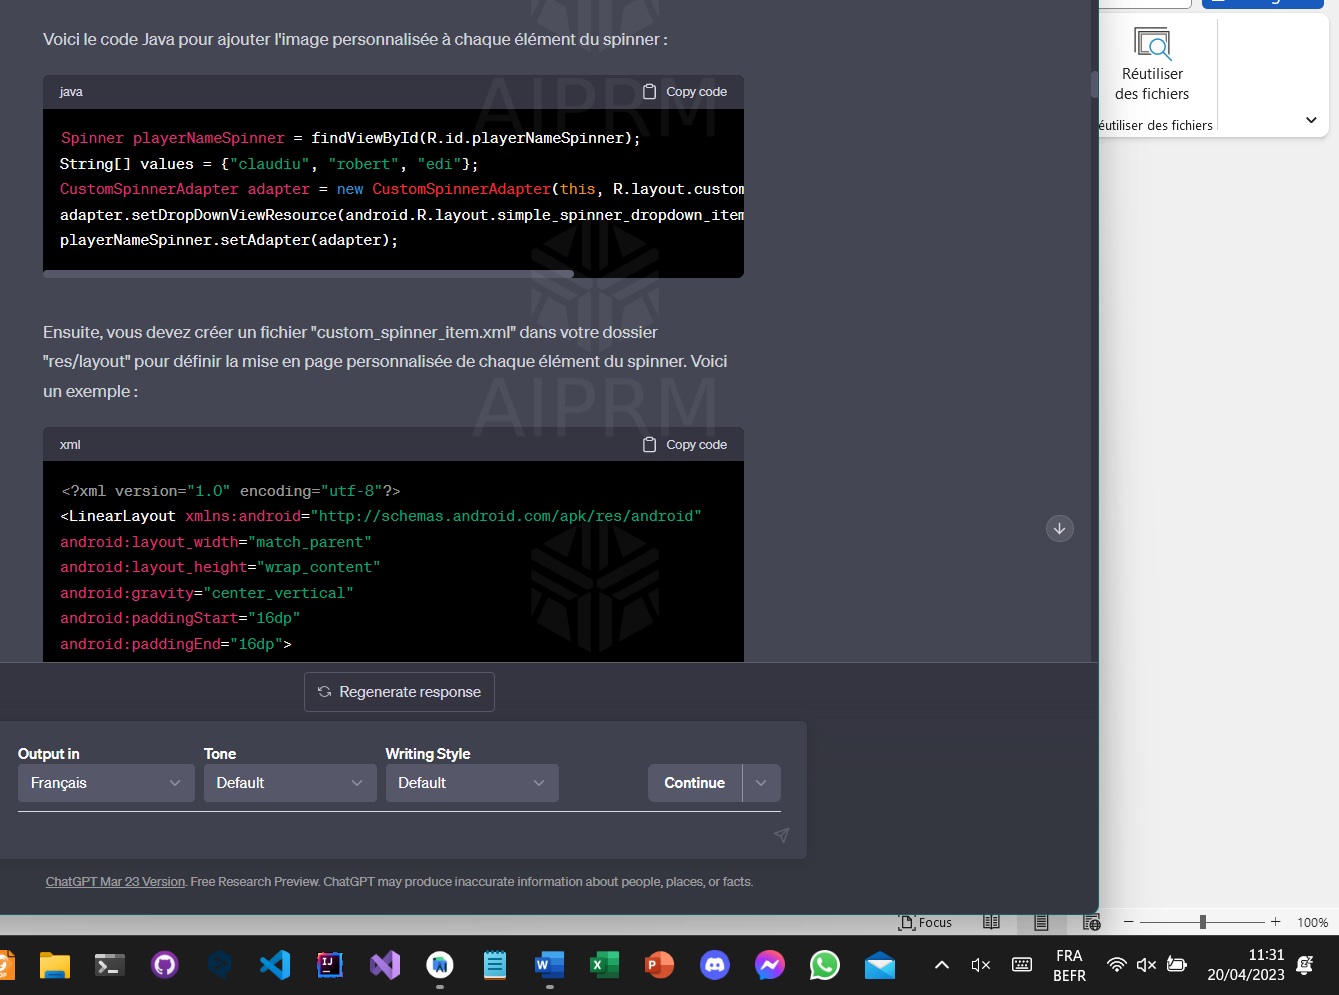 Voici le code Java pour ajouter l'image personnalisée à chaque élément du spinner :
Réutiliser
des fichiers
éutiliser des fichiers
java
Copy code
AIPRM
Spinner playerNameSpinner = findViewById(R.id.playerNameSpinner);
String[] values = {"claudiu", "robert", "edi"};
CustomSpinnerAdapter adapter = new CustomSpinnerAdapter(this, R.layout.custom
adapter.setDropDownViewResource(android.R.layout.simple_spinner_dropdown_item
playerNameSpinner.setAdapter(adapter);
Ensuite, vous devez créer un fichier "custom_spinner_item.xml" dans votre dossier
"res/layout" pour définir la mise en page personnalisée de chaque élément du spinner. Voici
un exemple :
AIPRM
xml
Copy code
<?xml version="1.0" encoding="utf-8"?>
<LinearLayout xmlns:android="http://schemas.android.com/apk/res/android"
android:layout_width="match_parent"
android:layout_height="wrap_content"
android:gravity="center_vertical"
android:paddingStart="16dp"
android:paddingEnd="16dp">
Regenerate response
Output in
Tone
Writing Style
Français
Default
Default
Continue
ChatGPT Mar 23 Version. Free Research Preview. ChatGPT may produce inaccurate information about people, places, or facts.
Focus
100%
FRA
BEFR
11:31
20/04/2023